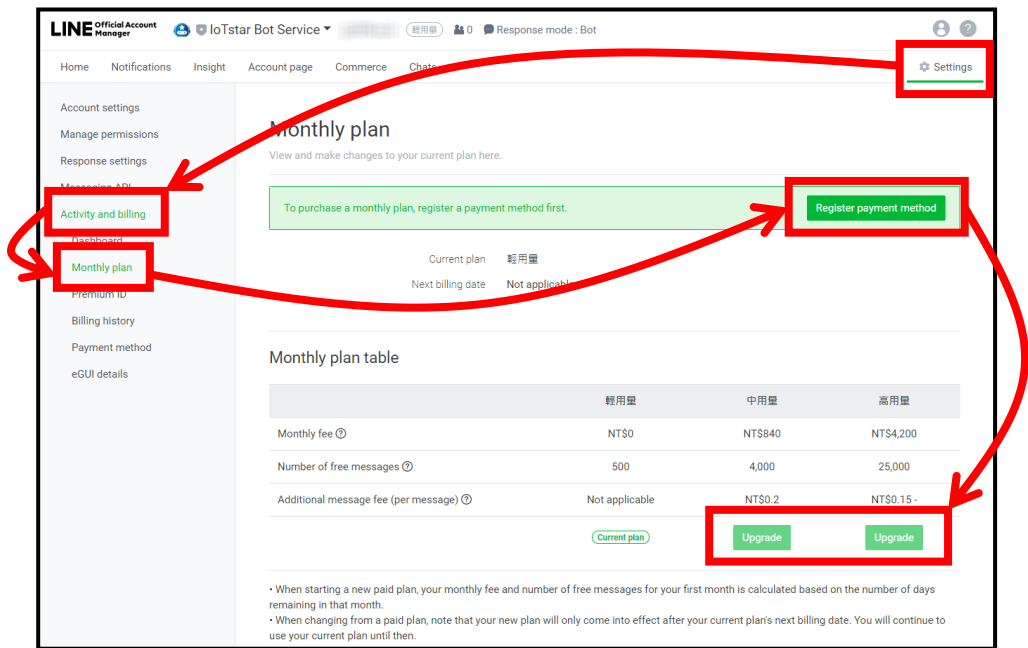 LINE Official Account Manager IoTstar Bot Service 輕用量 0 Response mode : Bot
Home Notifications Insight Account page Commerce Chats Settings
Account settings
Manage permissions
Response settings
Messaging API
Activity and billing
Dashboard
Monthly plan
Premium ID
Billing history
Payment method
eGUI details
Monthly plan
View and make changes to your current plan here.
To purchase a monthly plan, register a payment method first. Register payment method
Current plan 輕用量
Next billing date Not applicable
Monthly plan table
輕用量 中用量 高用量
Monthly fee ? NT$0 NT$840 NT$4,200
Number of free messages ? 500 4,000 25,000
Additional message fee (per message) ? Not applicable NT$0.2 NT$0.15 -
Current plan Upgrade Upgrade
• When starting a new paid plan, your monthly fee and number of free messages for your first month is calculated based on the number of days
remaining in that month.
• When changing from a paid plan, note that your new plan will only come into effect after your current plan's next billing date. You will continue to
use your current plan until then.